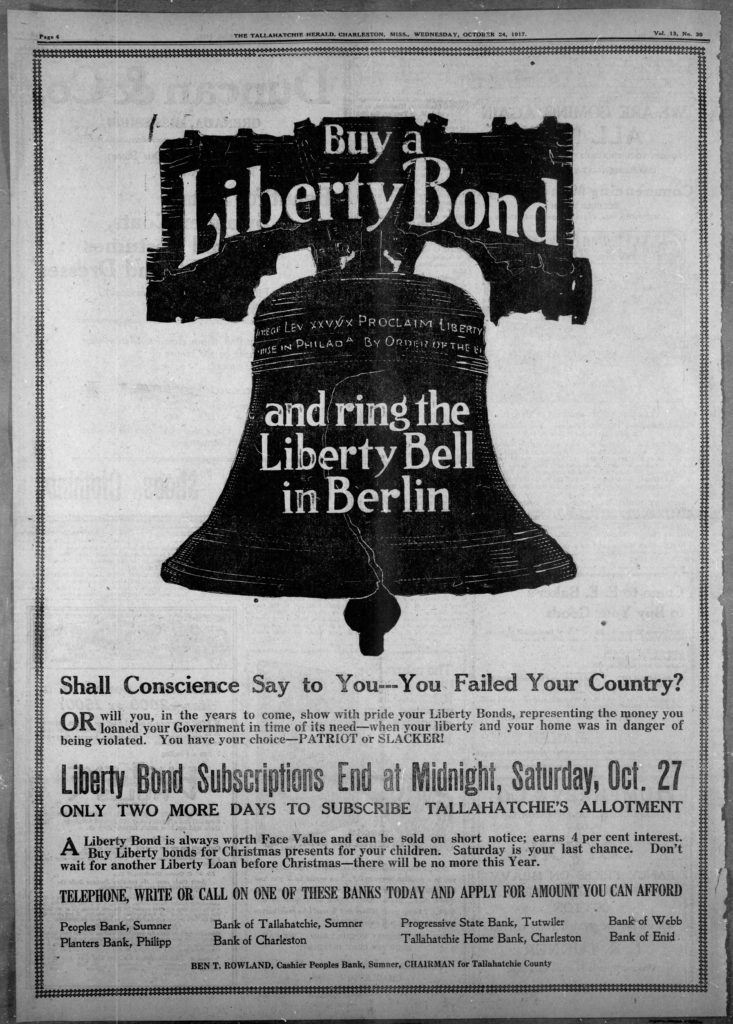 Page 4
THE TALLAHATCHIE HERALD, CHARLESTON, MISS., WEDNESDAY, OCTOBER 24, 1917.
Vol. 13, No. 30
Buy a
Liberty Bond
LEV XXVVX PROCLAIM LIBERTY
IN PHILADA BY ORDER OF THE
and ring the
Liberty Bell
in Berlin
Shall Conscience Say to You---You Failed Your Country?
OR will you, in the years to come, show with pride your Liberty Bonds, representing the money you
loaned your Government in time of its need—when your liberty and your home was in danger of
being violated. You have your choice—PATRIOT or SLACKER!
Liberty Bond Subscriptions End at Midnight, Saturday, Oct. 27
ONLY TWO MORE DAYS TO SUBSCRIBE TALLAHATCHIE'S ALLOTMENT
A Liberty Bond is always worth Face Value and can be sold on short notice; earns 4 per cent interest.
Buy Liberty bonds for Christmas presents for your children. Saturday is your last chance. Don't
wait for another Liberty Loan before Christmas—there will be no more this Year.
TELEPHONE, WRITE OR CALL ON ONE OF THESE BANKS TODAY AND APPLY FOR AMOUNT YOU CAN AFFORD
Peoples Bank, Sumner Bank of Tallahatchie, Sumner Progressive State Bank, Tutwiler Bank of Webb
Planters Bank, Philipp Bank of Charleston Tallahatchie Home Bank, Charleston Bank of Enid
BEN T. ROWLAND, Cashier Peoples Bank, Sumner, CHAIRMAN for Tallahatchie County